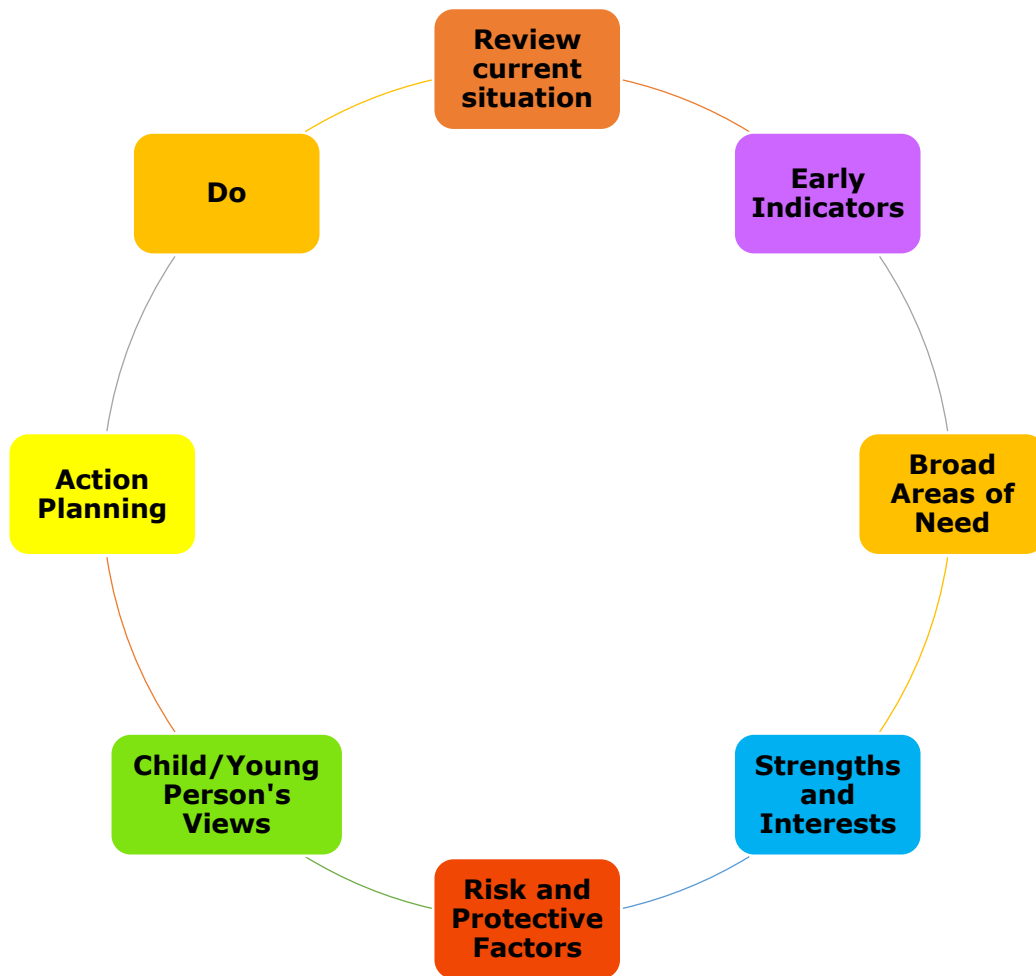 Review
current
situation
Early
Indicators
Broad
Areas of
Need
Strengths
and
Interests
Risk and
Protective
Factors
Child/Young
Person's
Views
Action
Planning
Do